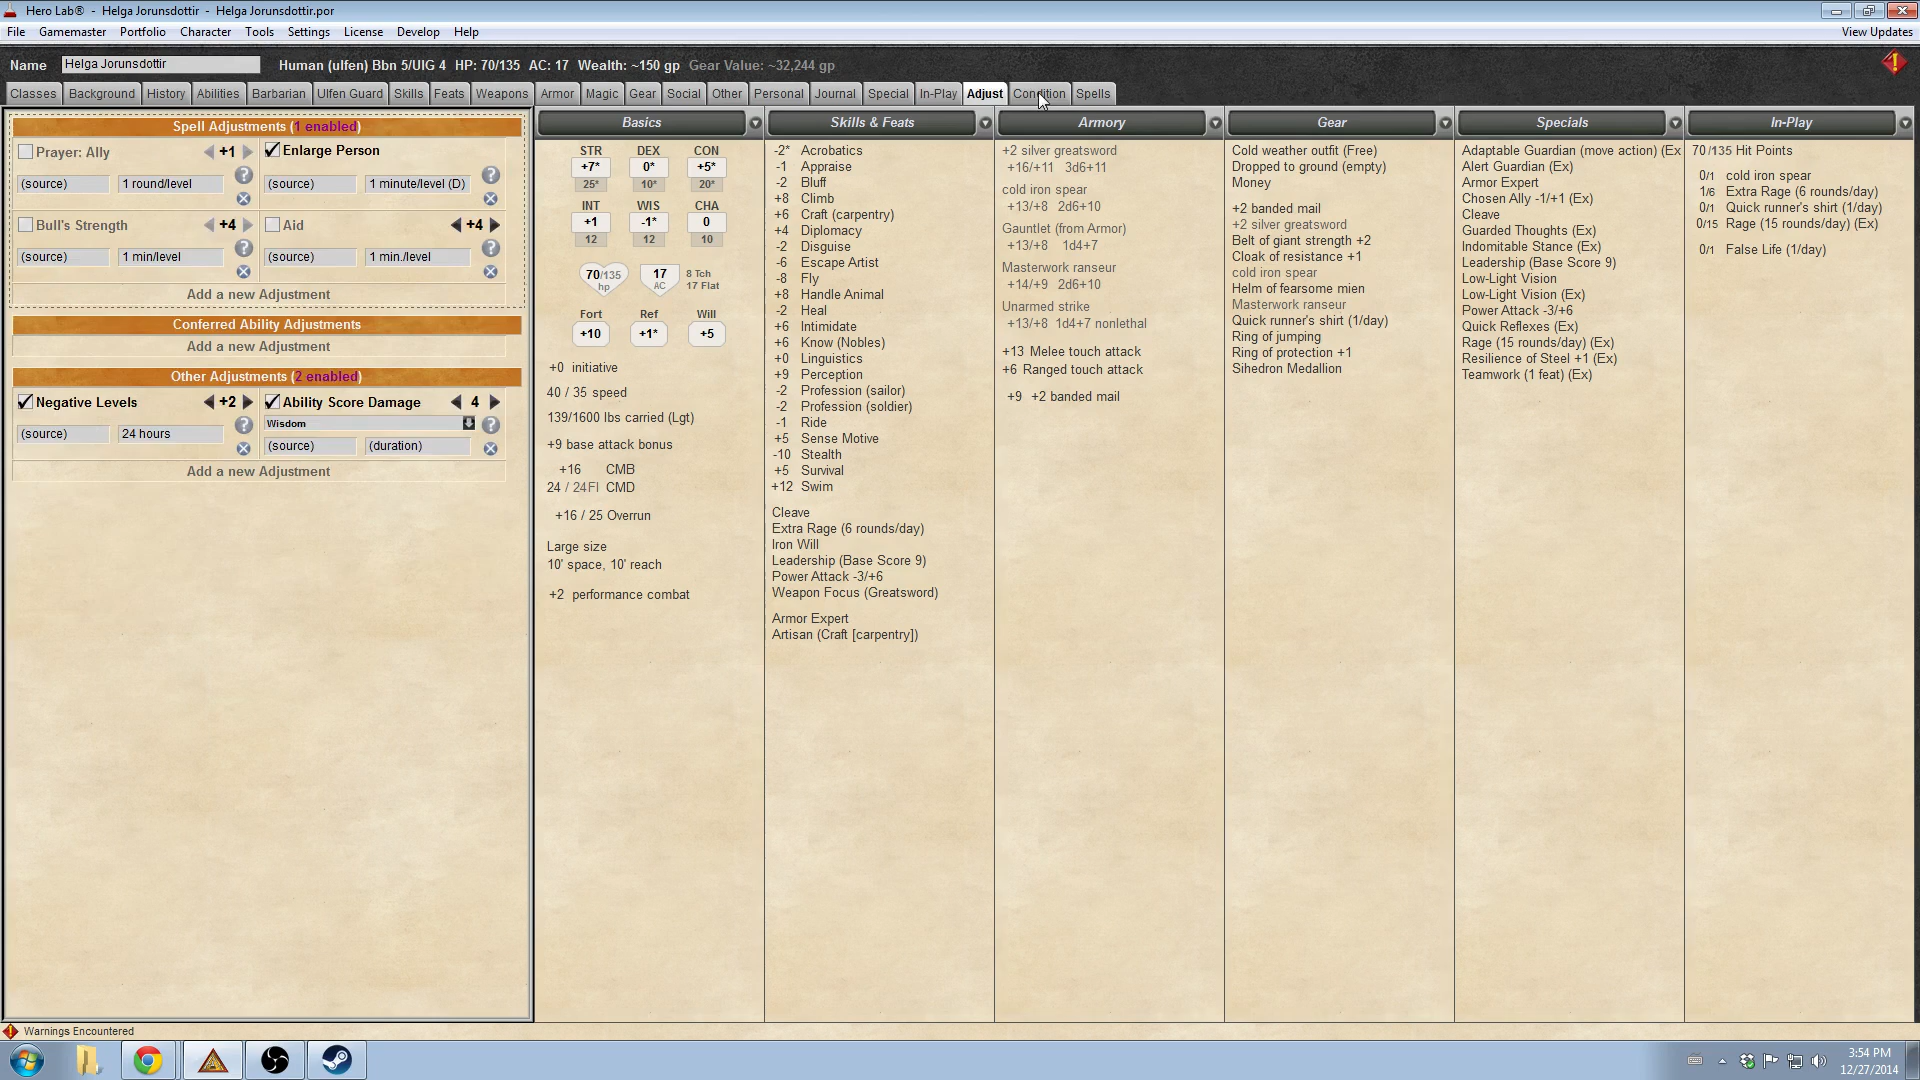 Hero Lab® - Helga Jorunsdottir - Helga Jorunsdottir.por
File Gamemaster Portfolio Character Tools Settings License Develop Help View Updates
Name Helga Jorunsdottir Human (ulfen) Bbn 5/UlG 4 HP: 70/135 AC: 17 Wealth: ~150 gp Gear Value: ~32,244 gp
Classes Background History Abilities Barbarian Ulfen Guard Skills Feats Weapons Armor Magic Gear Social Other Personal Journal Special In-Play Adjust Condition Spells
Spell Adjustments (1 enabled)
Prayer: Ally +1 Enlarge Person
(source) 1 round/level ? (source) 1 minute/level (D) ?
Bull's Strength +4 Aid +4
(source) 1 min/level ? (source) 1 min./level ?
Add a new Adjustment
Conferred Ability Adjustments
Add a new Adjustment
Other Adjustments (2 enabled)
Negative Levels +2 Ability Score Damage 4
Wisdom
(source) 24 hours ? (source) (duration) ?
Add a new Adjustment
Basics
STR DEX CON
+7* 0* +5*
25* 10* 20*
INT WIS CHA
+1 -1* 0
12 12 10
70/135 hp 17 AC 8 Tch
17 Flat
Fort Ref Will
+10 +1* +5
+0 initiative
40 / 35 speed
139/1600 lbs carried (Lgt)
+9 base attack bonus
+16 CMB
24 / 24Fl CMD
+16 / 25 Overrun
Large size
10' space, 10' reach
+2 performance combat
Skills & Feats
-2* Acrobatics
-1 Appraise
-2 Bluff
+8 Climb
+6 Craft (carpentry)
+4 Diplomacy
-2 Disguise
-6 Escape Artist
-8 Fly
+8 Handle Animal
-2 Heal
+6 Intimidate
+6 Know (Nobles)
+0 Linguistics
+9 Perception
-2 Profession (sailor)
-2 Profession (soldier)
-1 Ride
+5 Sense Motive
-10 Stealth
+5 Survival
+12 Swim
Cleave
Extra Rage (6 rounds/day)
Iron Will
Leadership (Base Score 9)
Power Attack -3/+6
Weapon Focus (Greatsword)
Armor Expert
Artisan (Craft [carpentry])
Armory
+2 silver greatsword
+16/+11 3d6+11
cold iron spear
+13/+8 2d6+10
Gauntlet (from Armor)
+13/+8 1d4+7
Masterwork ranseur
+14/+9 2d6+10
Unarmed strike
+13/+8 1d4+7 nonlethal
+13 Melee touch attack
+6 Ranged touch attack
+9 +2 banded mail
Gear
Cold weather outfit (Free)
Dropped to ground (empty)
Money
+2 banded mail
+2 silver greatsword
Belt of giant strength +2
Cloak of resistance +1
cold iron spear
Helm of fearsome mien
Masterwork ranseur
Quick runner's shirt (1/day)
Ring of jumping
Ring of protection +1
Sihedron Medallion
Specials
Adaptable Guardian (move action) (Ex
Alert Guardian (Ex)
Armor Expert
Chosen Ally -1/+1 (Ex)
Cleave
Guarded Thoughts (Ex)
Indomitable Stance (Ex)
Leadership (Base Score 9)
Low-Light Vision
Low-Light Vision (Ex)
Power Attack -3/+6
Quick Reflexes (Ex)
Rage (15 rounds/day) (Ex)
Resilience of Steel +1 (Ex)
Teamwork (1 feat) (Ex)
In-Play
70/135 Hit Points
0/1 cold iron spear
1/6 Extra Rage (6 rounds/day)
0/1 Quick runner's shirt (1/day)
0/15 Rage (15 rounds/day) (Ex)
0/1 False Life (1/day)
Warnings Encountered
3:54 PM
12/27/2014